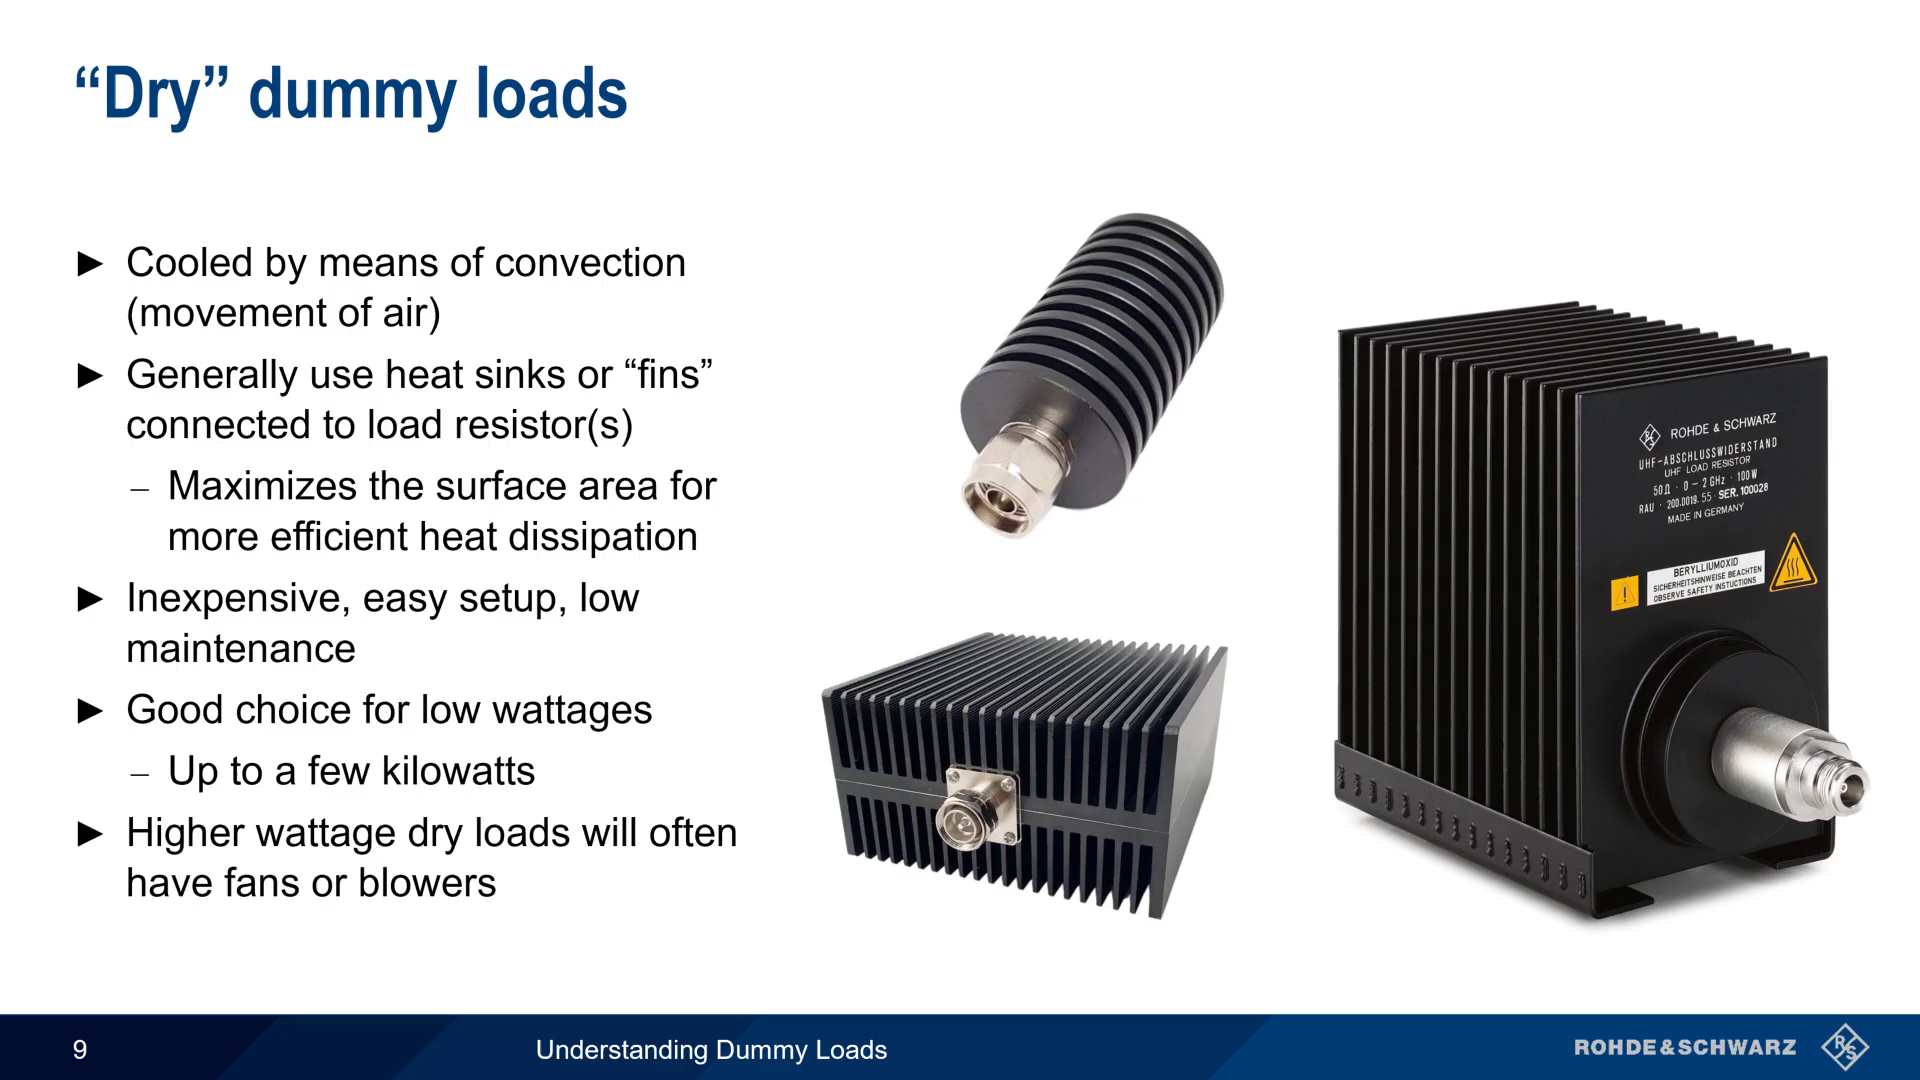 “Dry” dummy loads
► Cooled by means of convection
(movement of air)
► Generally use heat sinks or “fins”
connected to load resistor(s)
– Maximizes the surface area for
more efficient heat dissipation
► Inexpensive, easy setup, low
maintenance
► Good choice for low wattages
– Up to a few kilowatts
► Higher wattage dry loads will often
have fans or blowers
ROHDE & SCHWARZ
UHF-ABSCHLUSSWIDERSTAND
UHF LOAD RESISTOR
50Ω · 0 – 2 GHz · 100W
RAU · 200.0019.55 · SER. 100028
MADE IN GERMANY
BERYLLIUMOXID
SICHERHEITSHINWEISE BEACHTEN
OBSERVE SAFETY INSTUCTIONS
9
Understanding Dummy Loads
ROHDE & SCHWARZ
R S